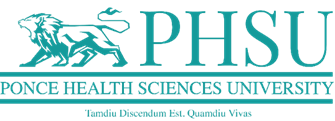 PHSU
PONCE HEALTH SCIENCES UNIVERSITY
Tamdiu Discendum Est. Quamdiu Vivas